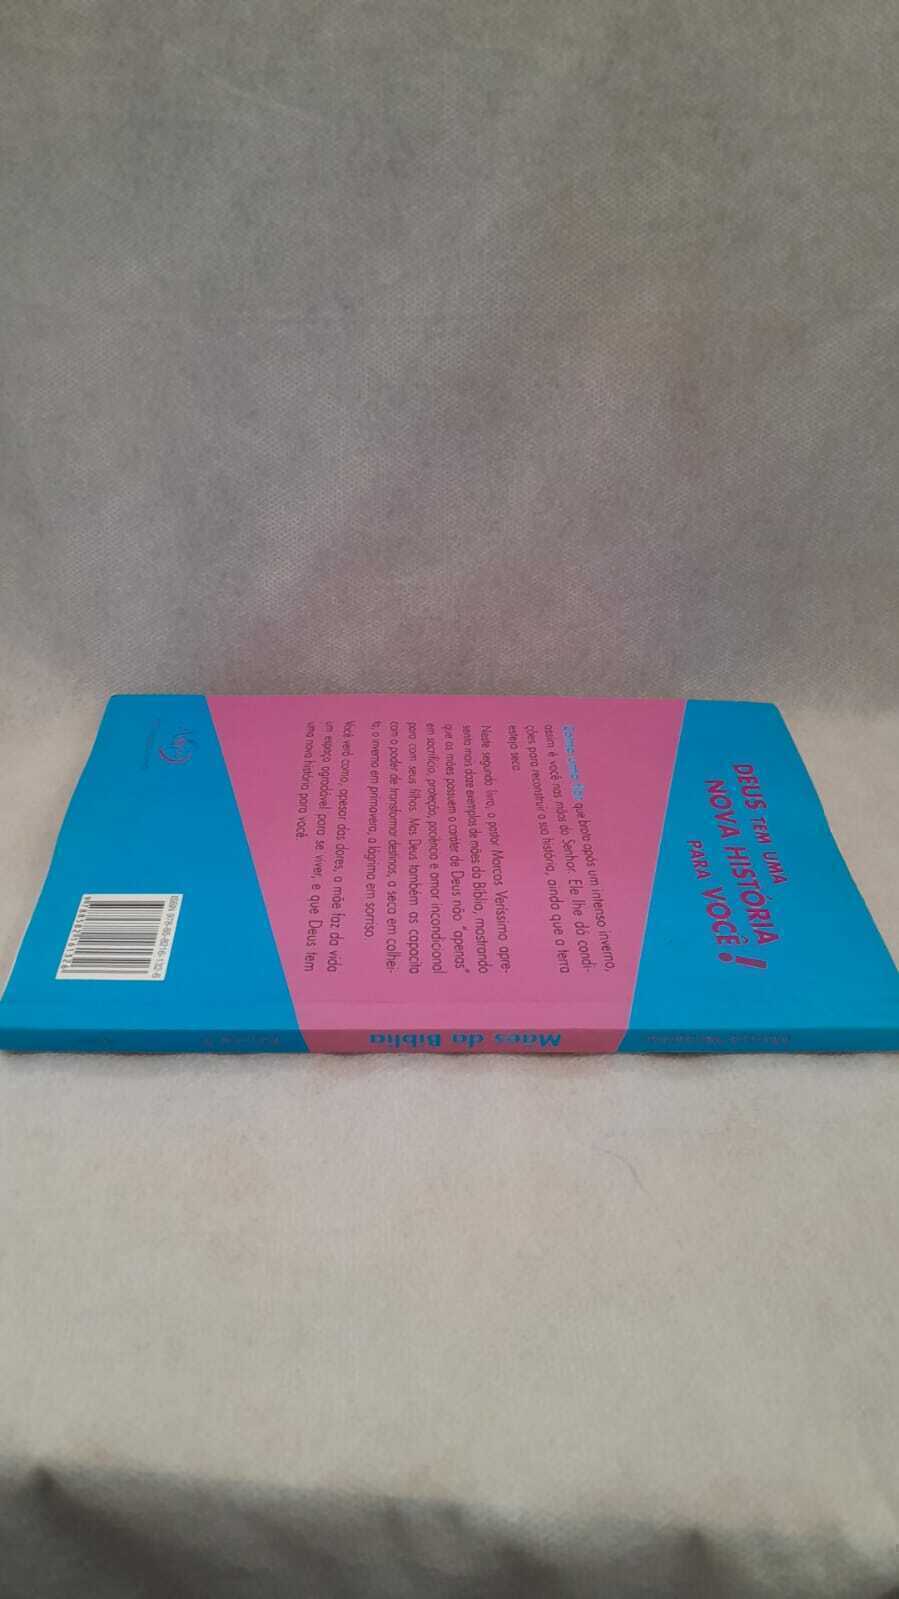 DEUS TEM UMA
NOVA HISTÓRIA
PARA VOCÊ!
Como uma flor que brota após um intenso inverno,
assim é você nas mãos do Senhor. Ele lhe dá condi-
ções para reconstruir a sua história, ainda que a terra
esteja seca.
Neste segundo livro, o pastor Marcos Veríssimo apre-
senta mais doze exemplos de mães da Bíblia, mostrando
que as mães possuem o caráter de Deus não "apenas"
em sacrifício, proteção, paciência e amor incondicional
para com seus filhos. Mas Deus também as capacita
com o poder de transformar destinos, a seca em colhei-
ta, o inverno em primavera, a lágrima em sorriso.
Você verá como, apesar das dores, a mãe faz da vida
um espaço agradável para se viver, e que Deus tem
uma nova história para você.
Mães da Bíblia